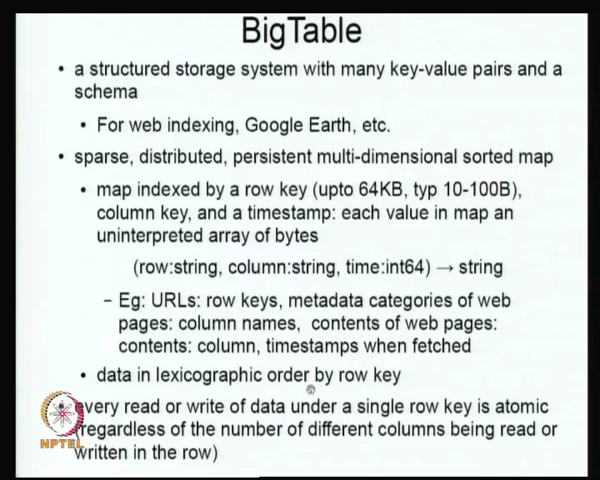 BigTable
• a structured storage system with many key-value pairs and a
schema
• For web indexing, Google Earth, etc.
• sparse, distributed, persistent multi-dimensional sorted map
• map indexed by a row key (upto 64KB, typ 10-100B),
column key, and a timestamp: each value in map an
uninterpreted array of bytes
(row:string, column:string, time:int64) → string
– Eg: URLs: row keys, metadata categories of web
pages: column names, contents of web pages:
contents: column, timestamps when fetched
• data in lexicographic order by row key
very read or write of data under a single row key is atomic
(regardless of the number of different columns being read or
written in the row)
NPTEL